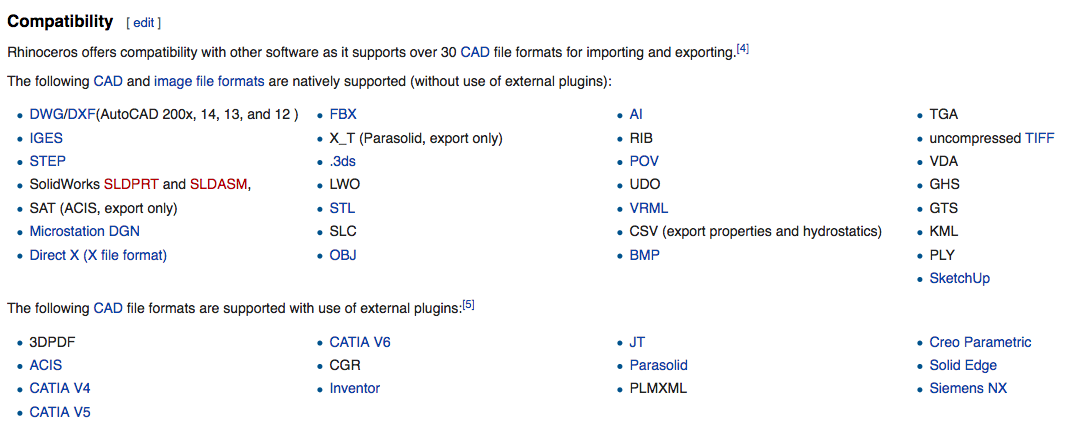 Compatibility [ edit ]
Rhinoceros offers compatibility with other software as it supports over 30 CAD file formats for importing and exporting.[4]
The following CAD and image file formats are natively supported (without use of external plugins):
DWG/DXF(AutoCAD 200x, 14, 13, and 12 )
IGES
STEP
SolidWorks SLDPRT and SLDASM,
SAT (ACIS, export only)
Microstation DGN
Direct X (X file format)
FBX
X_T (Parasolid, export only)
.3ds
LWO
STL
SLC
OBJ
AI
RIB
POV
UDO
VRML
CSV (export properties and hydrostatics)
BMP
TGA
uncompressed TIFF
VDA
GHS
GTS
KML
PLY
SketchUp
The following CAD file formats are supported with use of external plugins:[5]
3DPDF
ACIS
CATIA V4
CATIA V5
CATIA V6
CGR
Inventor
JT
Parasolid
PLMXML
Creo Parametric
Solid Edge
Siemens NX